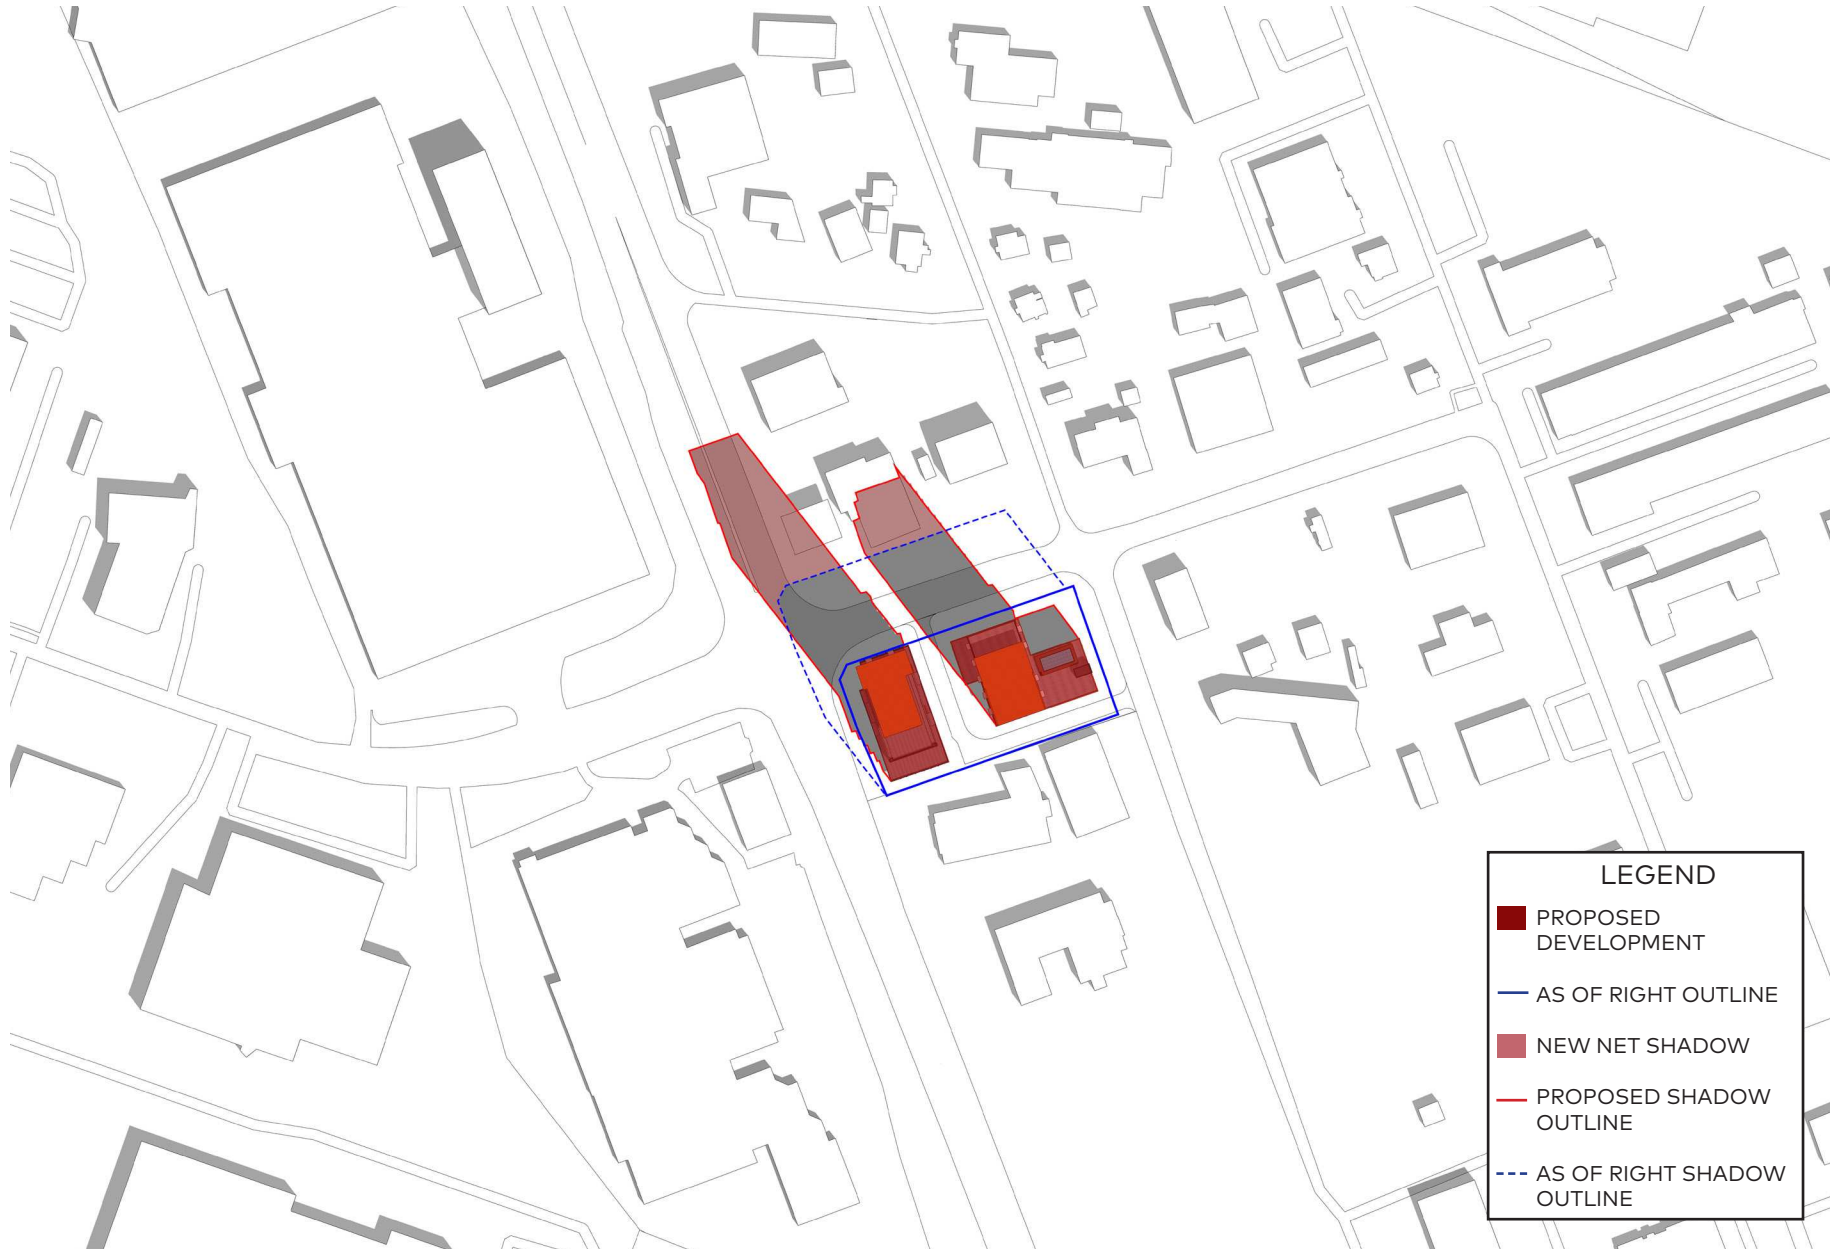 LEGEND
PROPOSED
DEVELOPMENT
AS OF RIGHT OUTLINE
NEW NET SHADOW
PROPOSED SHADOW
OUTLINE
AS OF RIGHT SHADOW
OUTLINE